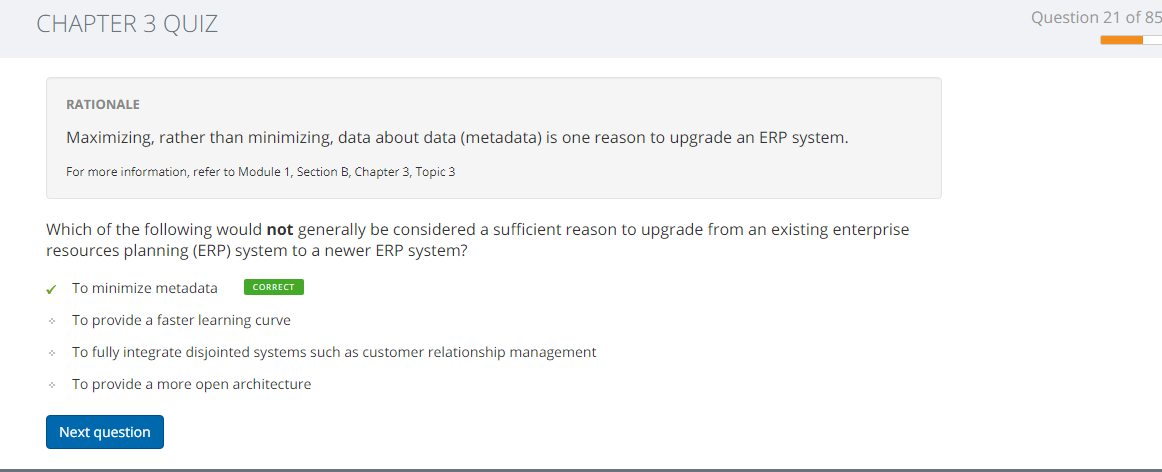 CHAPTER 3 QUIZ
Question 21 of 85
RATIONALE
Maximizing, rather than minimizing, data about data (metadata) is one reason to upgrade an ERP system.
For more information, refer to Module 1, Section B, Chapter 3, Topic 3
Which of the following would not generally be considered a sufficient reason to upgrade from an existing enterprise
resources planning (ERP) system to a newer ERP system?
To minimize metadata CORRECT
To provide a faster learning curve
To fully integrate disjointed systems such as customer relationship management
To provide a more open architecture
Next question